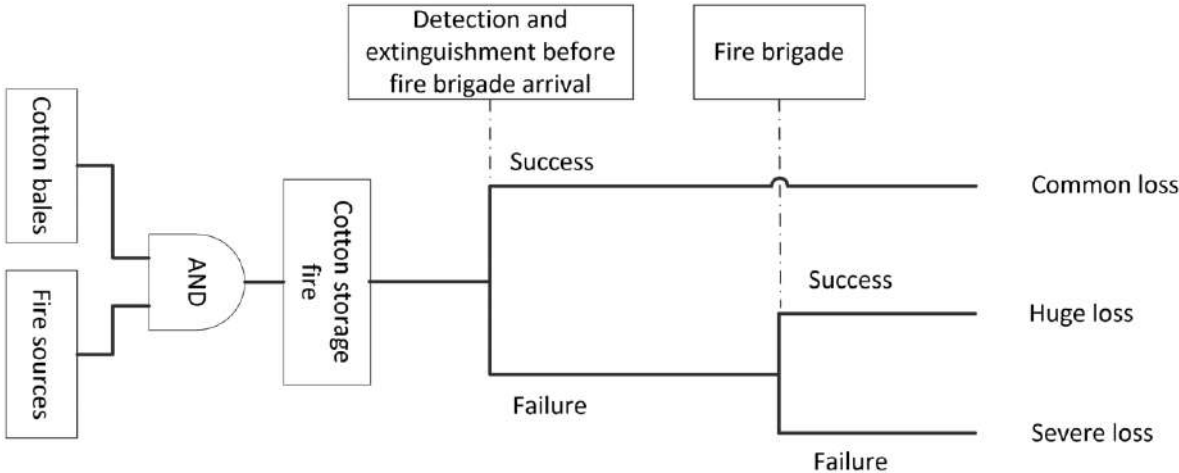 Detection and
extinguishment before
fire brigade arrival
Fire brigade
Cotton bales
Fire sources
AND
Cotton storage
fire
Success
Common loss
Success
Huge loss
Failure
Severe loss
Failure